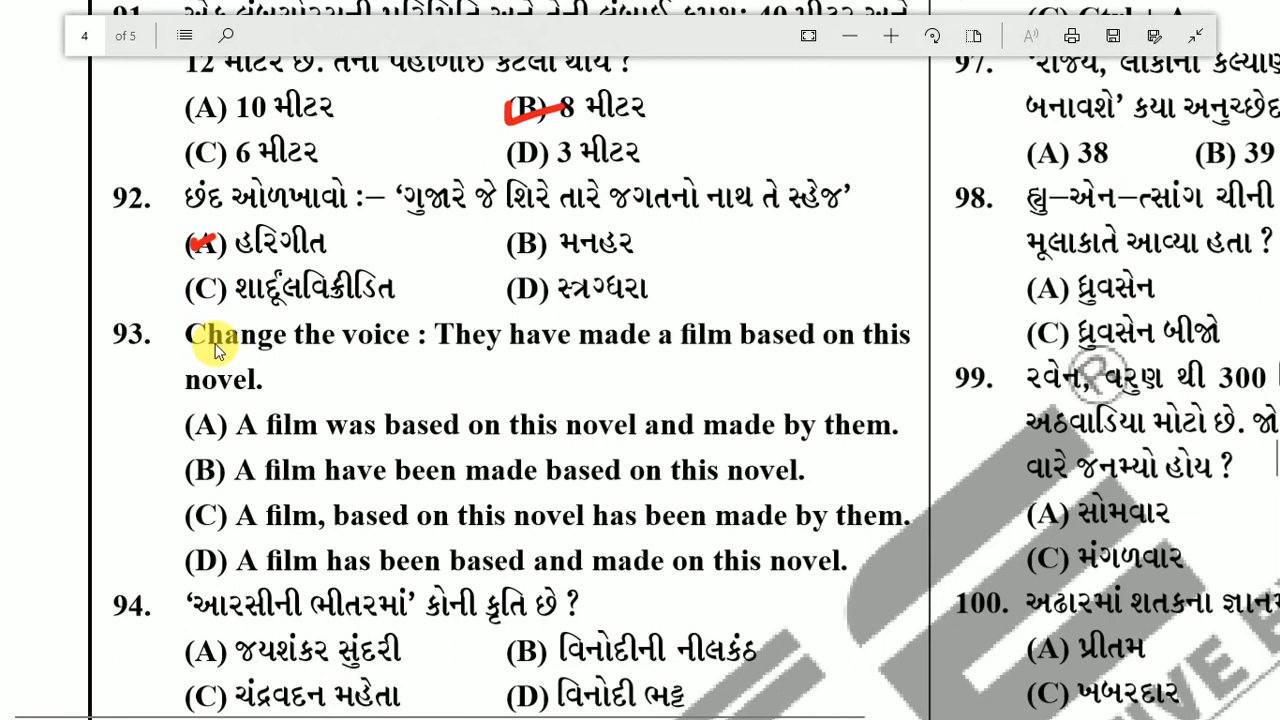 4 of 5
12 મીટર છે. તેની પહોળાઈ કેટલી થાય ?
(A) 10 મીટર (B) 8 મીટર
(C) 6 મીટર (D) 3 મીટર
92. છંદ ઓળખાવો :– ‘ગુજારે જે શિરે તારે જગતનો નાથ તે સ્હેજ’
(A) હરિગીત (B) મનહર
(C) શાર્દૂલવિક્રીડિત (D) સ્ત્રગ્ધરા
93. Change the voice : They have made a film based on this
novel.
(A) A film was based on this novel and made by them.
(B) A film have been made based on this novel.
(C) A film, based on this novel has been made by them.
(D) A film has been based and made on this novel.
94. ‘આરસીની ભીતરમાં’ કોની કૃતિ છે ?
(A) જયશંકર સુંદરી (B) વિનોદીની નીલકંઠ
(C) ચંદ્રવદન મહેતા (D) વિનોદી ભટ્ટ
97. ‘રાજ્ય, લોકોના
બનાવશે’ કયા અનુચ્છેદ
(A) 38 (B) 39
98. હ્યુ–એન–ત્સાંગ ચીની
મૂલાકાતે આવ્યા હતા ?
(A) ધ્રુવસેન
(C) ધ્રુવસેન બીજો
99. રવેન, વરુણ થી 300
અઠવાડિયા મોટો છે. જો
વારે જનમ્યો હોય ?
(A) સોમવાર
(C) મંગળવાર
100. અઢારમાં શતકના
(A) પ્રીતમ
(C) ખબરદાર